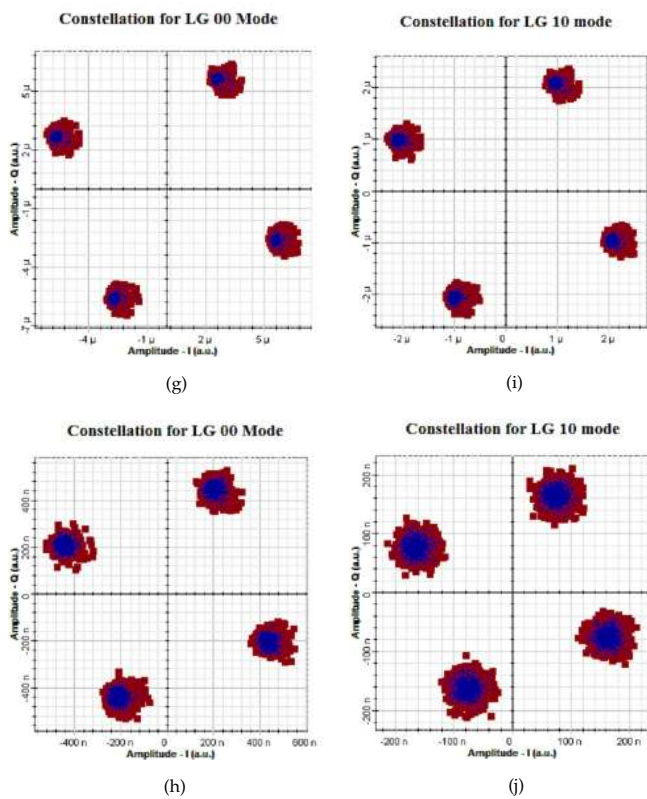 Constellation for LG 00 Mode
Amplitude - Q (a.u.)
5 µ
2 µ
-1 µ
-4 µ
-7 µ
-4 µ
-1 µ
2 µ
5 µ
Amplitude - I (a.u.)
(g)
Constellation for LG 10 mode
Amplitude - Q (a.u.)
2 µ
1 µ
0
-1 µ
-2 µ
-2 µ
-1 µ
0
1 µ
2 µ
Amplitude - I (a.u.)
(i)
Constellation for LG 00 Mode
Amplitude - Q (a.u.)
400 n
200 n
0
-200 n
-400 n
-400 n
-200 n
0
200 n
400 n
600 n
Amplitude - I (a.u.)
(h)
Constellation for LG 10 mode
Amplitude - Q (a.u.)
200 n
100 n
0
-100 n
-200 n
-200 n
-100 n
0
100 n
200 n
Amplitude - I (a.u.)
(j)